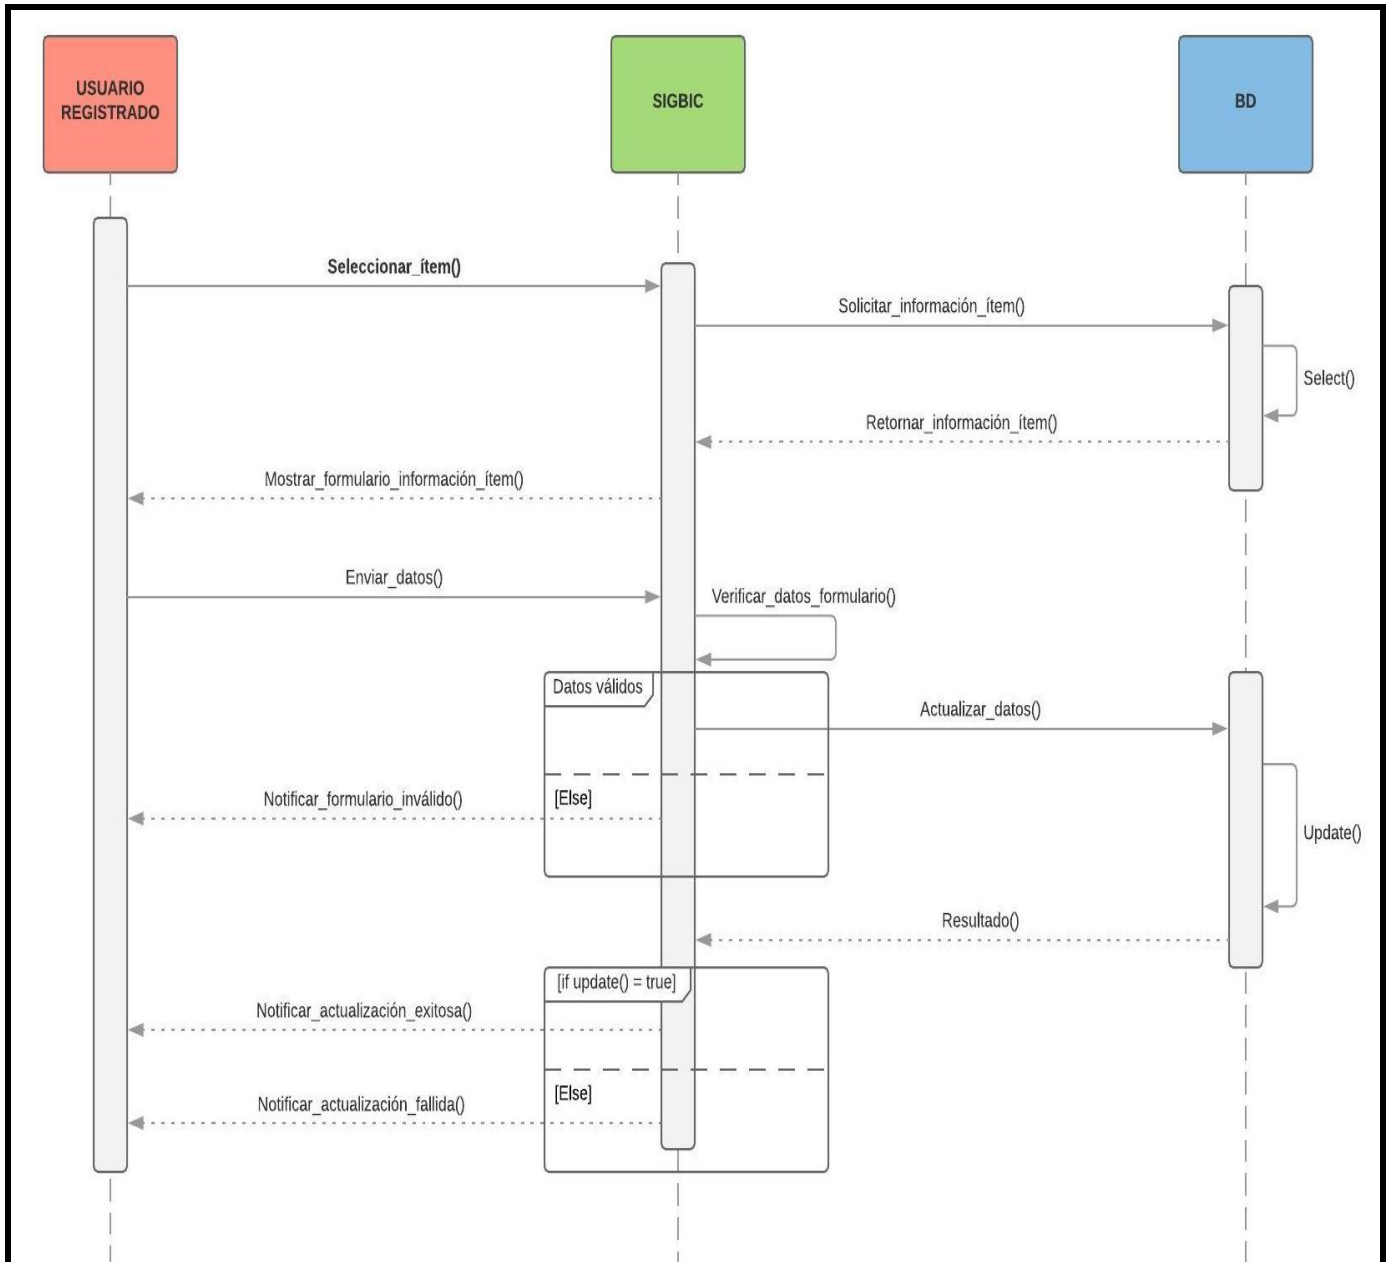 USUARIO
REGISTRADO
SIGBIC
BD
Seleccionar_ítem()
Solicitar_información_ítem()
Select()
Retornar_información_ítem()
Mostrar_formulario_información_ítem()
Enviar_datos()
Verificar_datos_formulario()
Datos válidos
Actualizar_datos()
Notificar_formulario_inválido()
[Else]
Update()
Resultado()
[if update() = true]
Notificar_actualización_exitosa()
[Else]
Notificar_actualización_fallida()